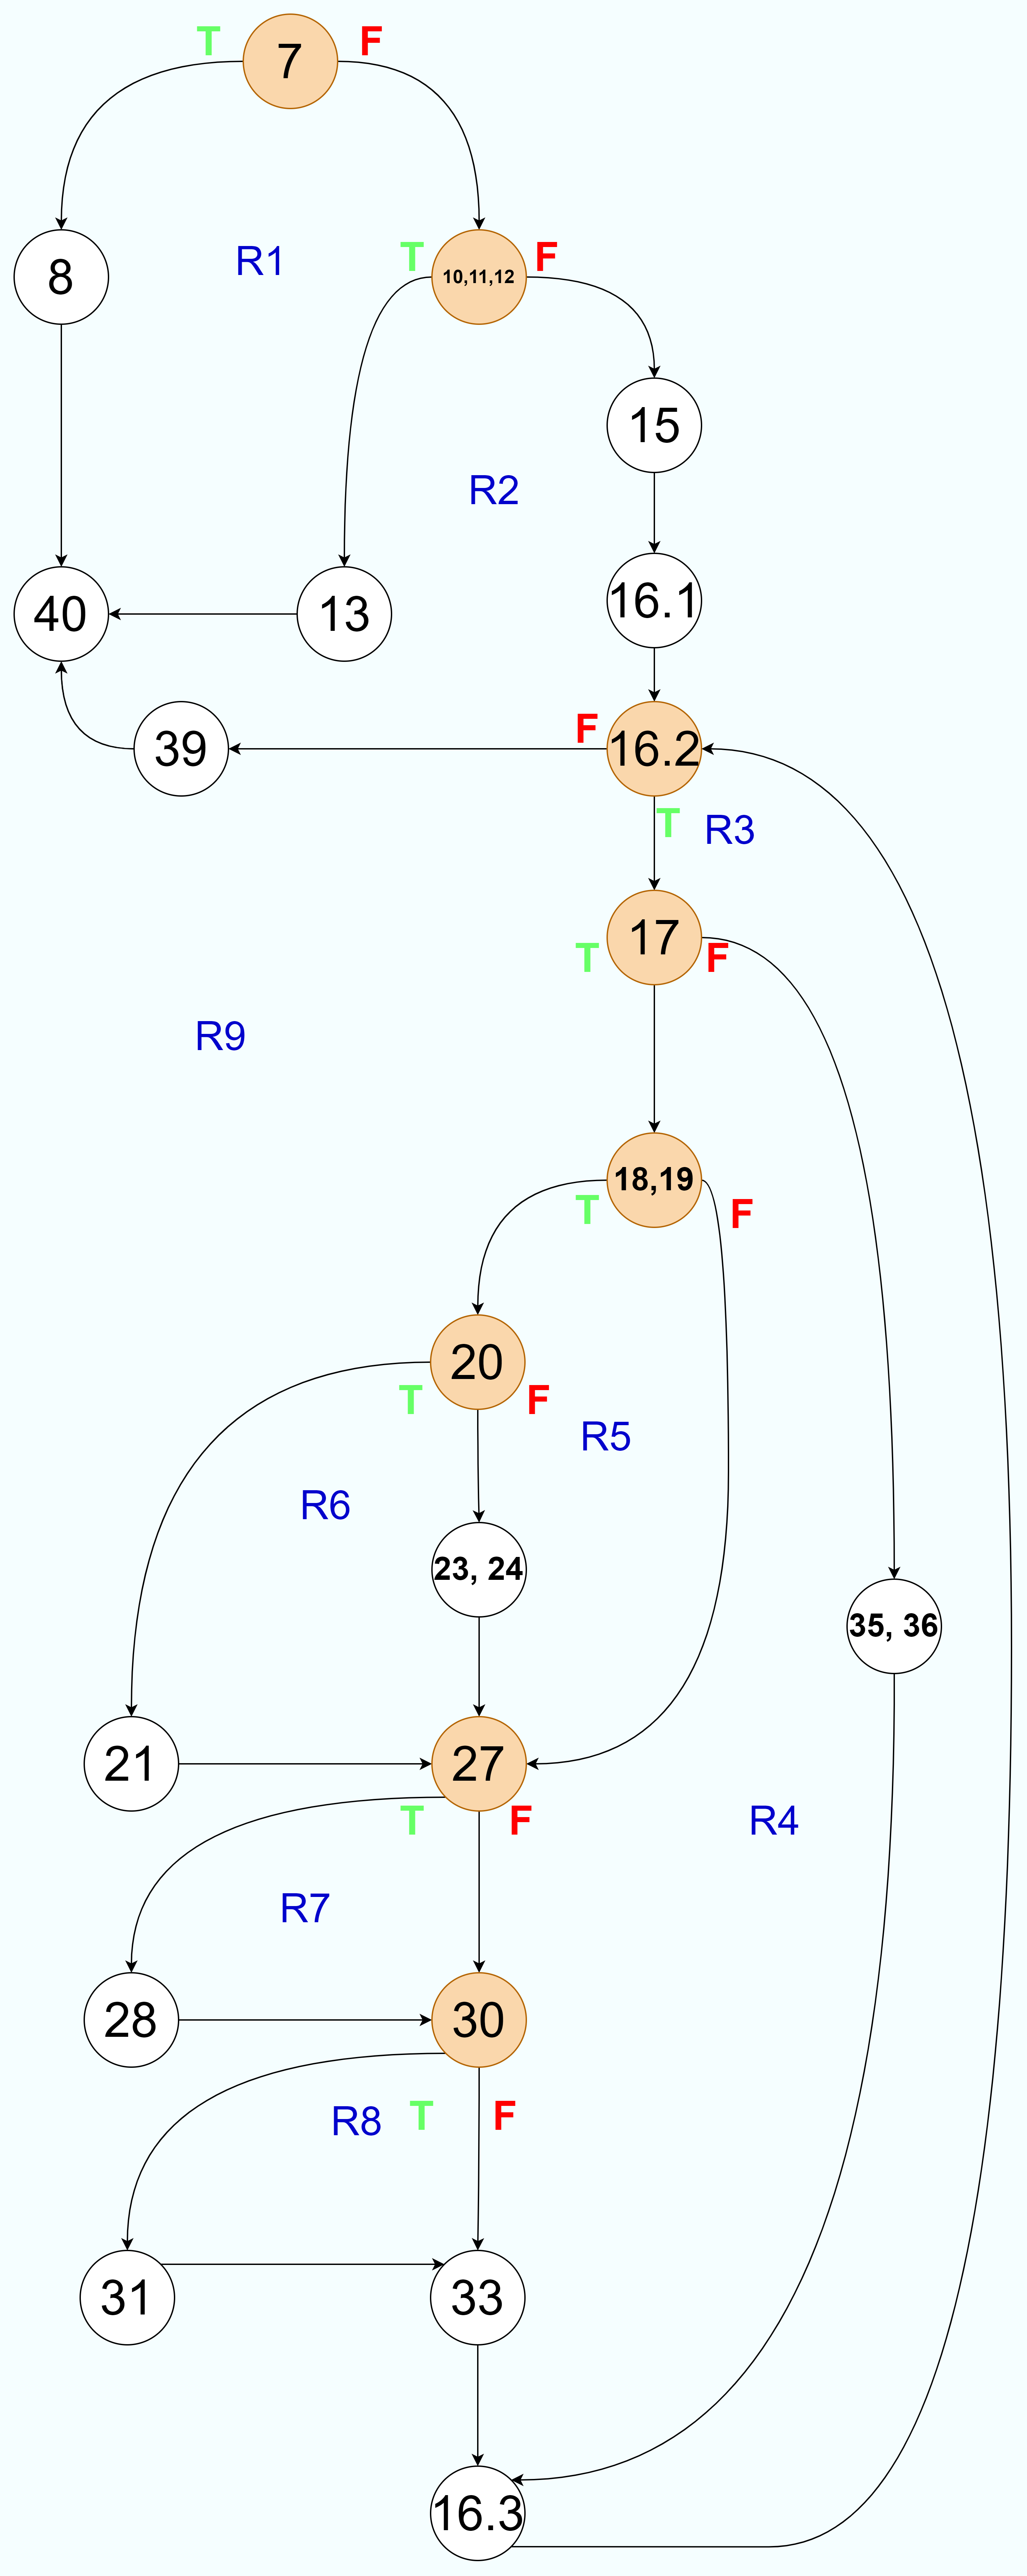 T 7 F
8 R1 T 10,11,12 F
15
R2
16.1
40 13
39 F 16.2
T R3
17
T F
R9
18,19
T F
20
T F
R5
R6
23, 24
35, 36
21 27
T F R4
R7
28 30
R8 T F
31 33
16.3